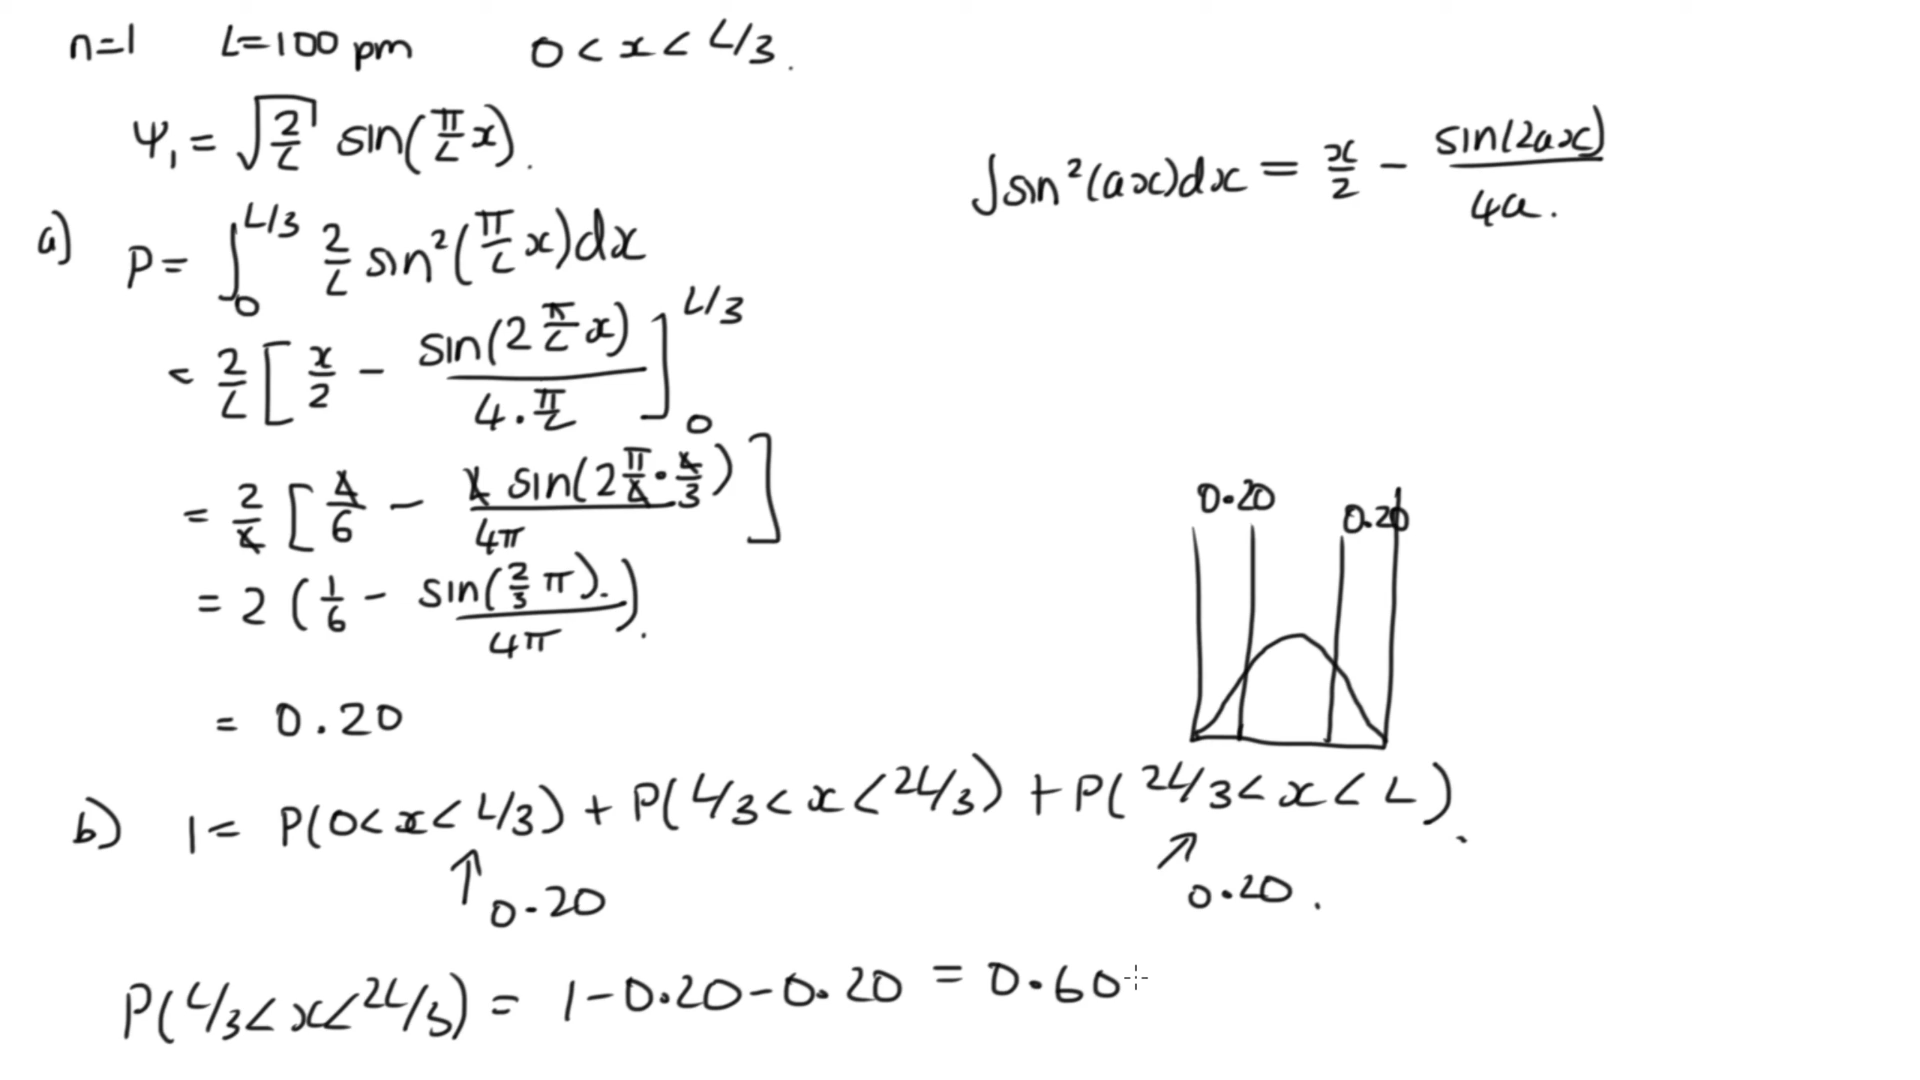 n=1 L=100 pm 0 < x < L/3.
Ψ₁ = √(2/L) sin(π/L x).
∫sin²(ax)dx = x/2 - sin(2ax)/4a.
a) P = ∫₀^L/3 2/L sin²(π/L x)dx
= 2/L [x/2 - sin(2 π/L x)/(4 · π/L)]₀^L/3
= 2/L [L/6 - L sin(2 π/L · L/3)/4π]
= 2 (1/6 - sin(2/3 π)/4π).
= 0.20
0.20 0.20
b) 1 = P(0 < x < L/3) + P(L/3 < x < 2L/3) + P(2L/3 < x < L).
↑ 0.20 ↗ 0.20.
P(L/3 < x < 2L/3) = 1 - 0.20 - 0.20 = 0.60